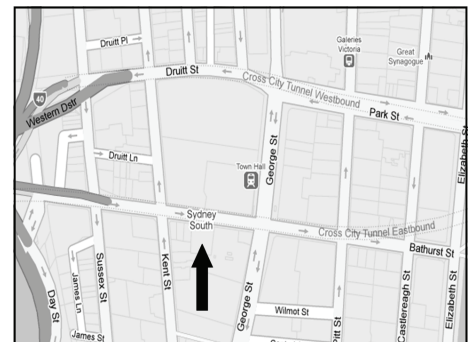 Galeries
Victoria
Great
Synagogue
Druitt Pl
Druitt St
Cross City Tunnel Westbound
Park St
40
Western Dstr
Elizabeth St
George St
Druitt Ln
Town Hall
Sydney
South
Cross City Tunnel Eastbound
Bathurst St
Sussex St
Kent St
James Ln
Day St
George St
Wilmot St
Pitt St
Castlereagh St
Elizabeth St
James St